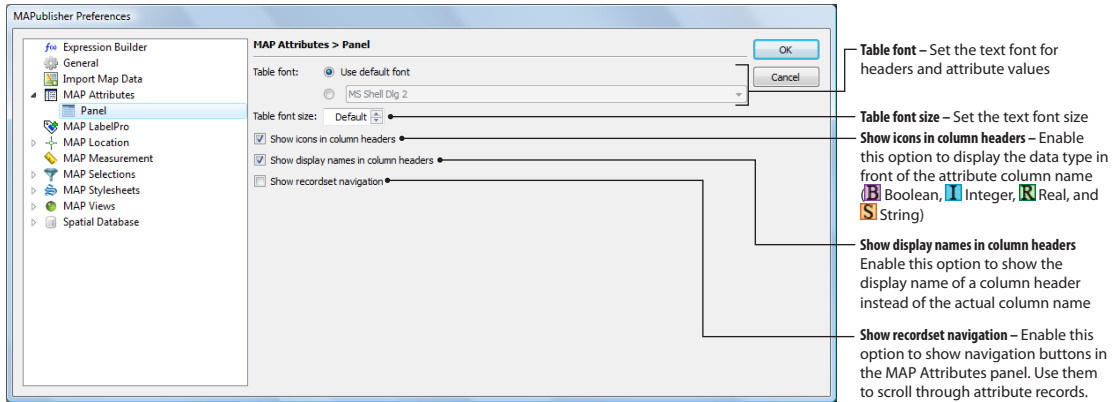 MAPublisher Preferences
f(x) Expression Builder
General
Import Map Data
MAP Attributes
Panel
MAP LabelPro
MAP Location
MAP Measurement
MAP Selections
MAP Stylesheets
MAP Views
Spatial Database
MAP Attributes > Panel
Table font:
Use default font
MS Shell Dlg 2
Table font size:
Default
Show icons in column headers
Show display names in column headers
Show recordset navigation
OK
Cancel
Table font – Set the text font for
headers and attribute values
Table font size – Set the text font size
Show icons in column headers – Enable
this option to display the data type in
front of the attribute column name
(B Boolean, I Integer, R Real, and
S String)
Show display names in column headers
Enable this option to show the
display name of a column header
instead of the actual column name
Show recordset navigation – Enable this
option to show navigation buttons in
the MAP Attributes panel. Use them
to scroll through attribute records.